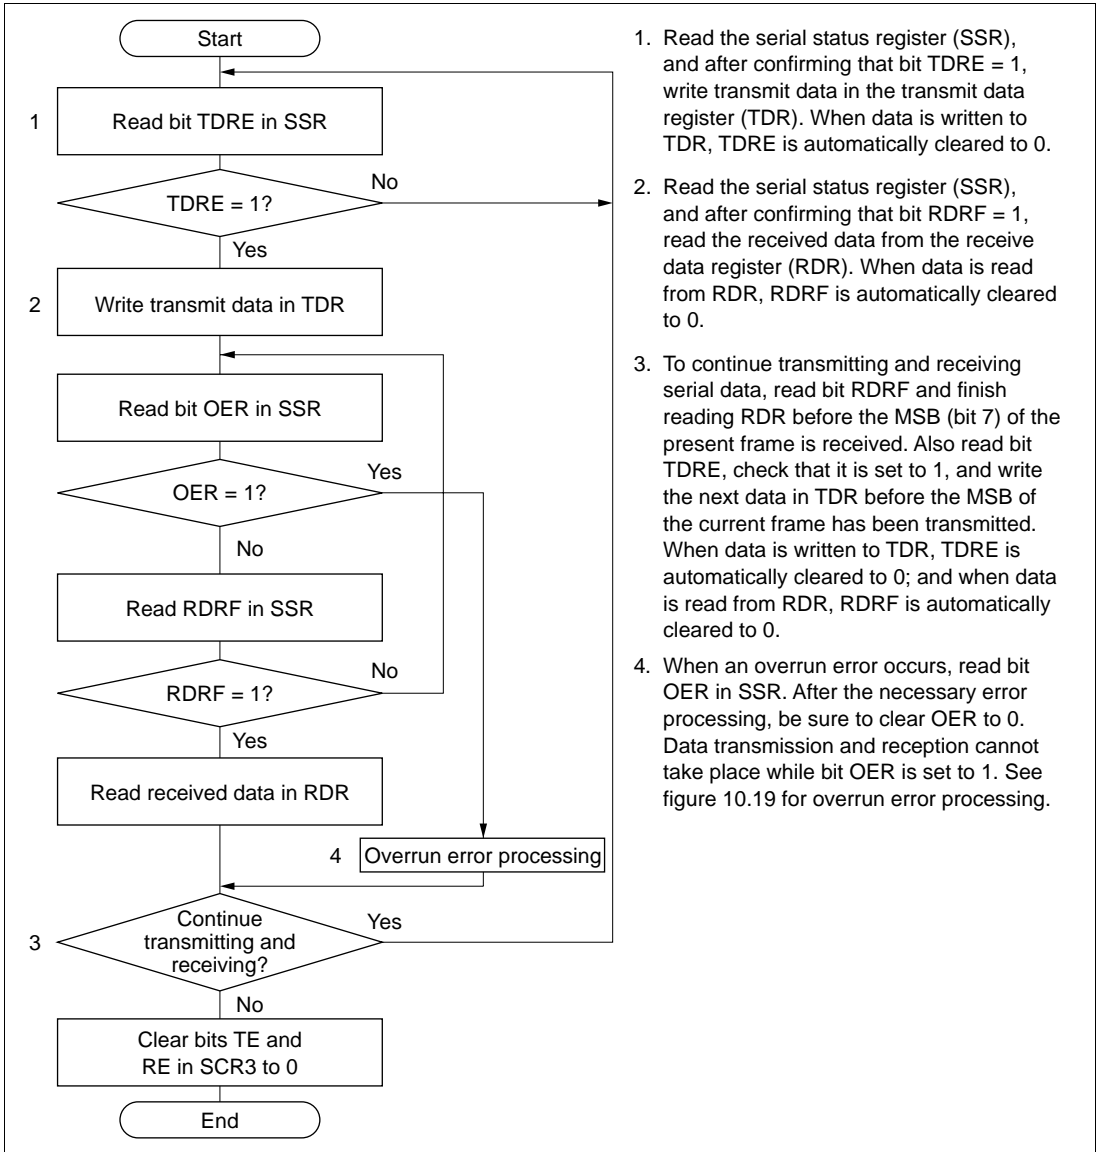 Start
1
Read bit TDRE in SSR
TDRE = 1?
No
Yes
2
Write transmit data in TDR
Read bit OER in SSR
OER = 1?
Yes
No
Read RDRF in SSR
RDRF = 1?
No
Yes
Read received data in RDR
4
Overrun error processing
3
Continue
transmitting and
receiving?
Yes
No
Clear bits TE and
RE in SCR3 to 0
End
1. Read the serial status register (SSR),
and after confirming that bit TDRE = 1,
write transmit data in the transmit data
register (TDR). When data is written to
TDR, TDRE is automatically cleared to 0.
2. Read the serial status register (SSR),
and after confirming that bit RDRF = 1,
read the received data from the receive
data register (RDR). When data is read
from RDR, RDRF is automatically cleared
to 0.
3. To continue transmitting and receiving
serial data, read bit RDRF and finish
reading RDR before the MSB (bit 7) of the
present frame is received. Also read bit
TDRE, check that it is set to 1, and write
the next data in TDR before the MSB of
the current frame has been transmitted.
When data is written to TDR, TDRE is
automatically cleared to 0; and when data
is read from RDR, RDRF is automatically
cleared to 0.
4. When an overrun error occurs, read bit
OER in SSR. After the necessary error
processing, be sure to clear OER to 0.
Data transmission and reception cannot
take place while bit OER is set to 1. See
figure 10.19 for overrun error processing.